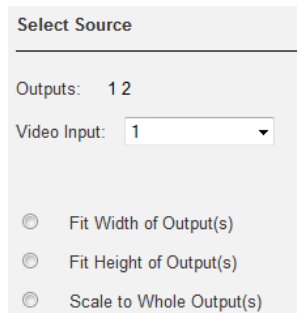 Select Source
Outputs: 1 2
Video Input: 1
Fit Width of Output(s)
Fit Height of Output(s)
Scale to Whole Output(s)